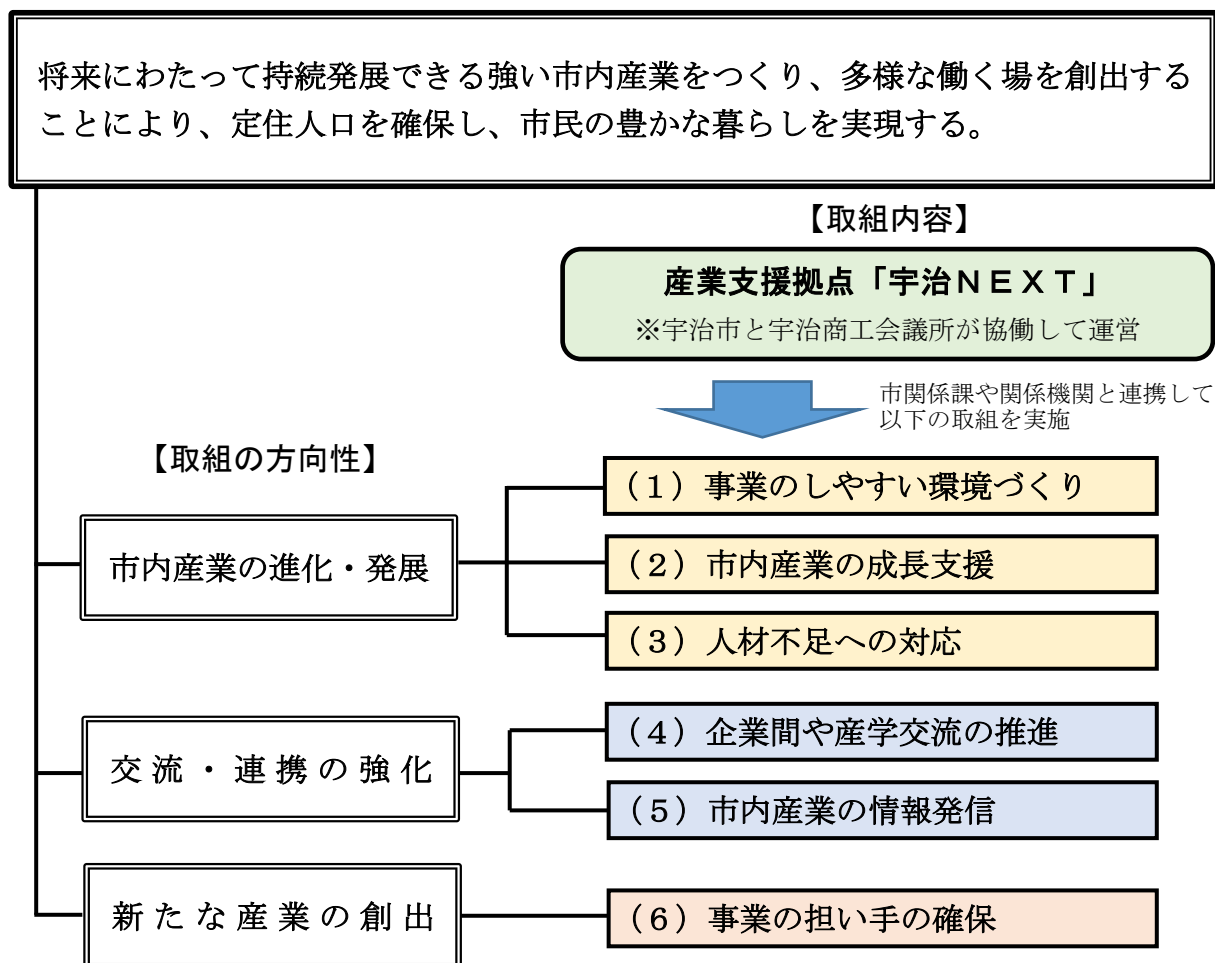 将来にわたって持続発展できる強い市内産業をつくり、多様な働く場を創出する
ことにより、定住人口を確保し、市民の豊かな暮らしを実現する。
【取組内容】
産業支援拠点「宇治ＮＥＸＴ」
※宇治市と宇治商工会議所が協働して運営
市関係課や関係機関と連携して
以下の取組を実施
【取組の方向性】
市内産業の進化・発展
（１）事業のしやすい環境づくり
（２）市内産業の成長支援
（３）人材不足への対応
交流・連携の強化
（４）企業間や産学交流の推進
（５）市内産業の情報発信
新たな産業の創出
（６）事業の担い手の確保